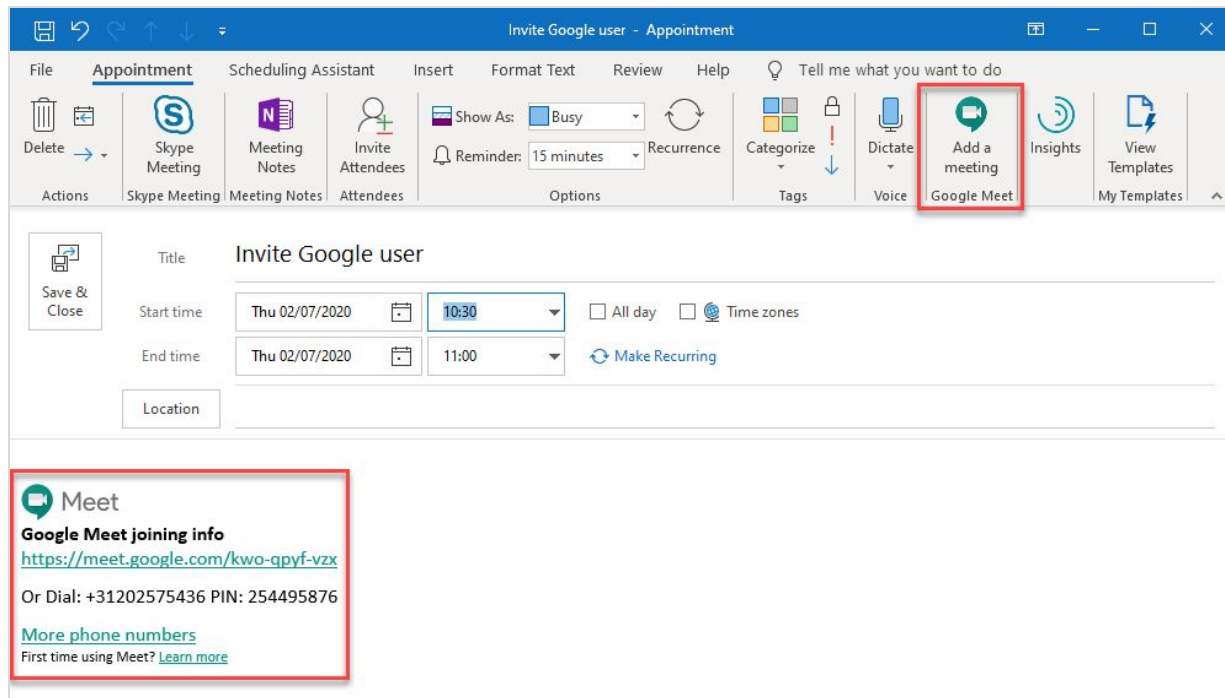 Invite Google user - Appointment
File Appointment Scheduling Assistant Insert Format Text Review Help Tell me what you want to do
Delete
Skype Meeting
Meeting Notes
Invite Attendees
Show As: Busy
Reminder: 15 minutes
Recurrence
Categorize
Dictate
Add a meeting
Insights
View Templates
Actions Skype Meeting Meeting Notes Attendees Options Tags Voice Google Meet My Templates
Save & Close
Title Invite Google user
Start time Thu 02/07/2020 10:30 All day Time zones
End time Thu 02/07/2020 11:00 Make Recurring
Location
Meet
Google Meet joining info
https://meet.google.com/kwo-qpyf-vzx
Or Dial: +31202575436 PIN: 254495876
More phone numbers
First time using Meet? Learn more